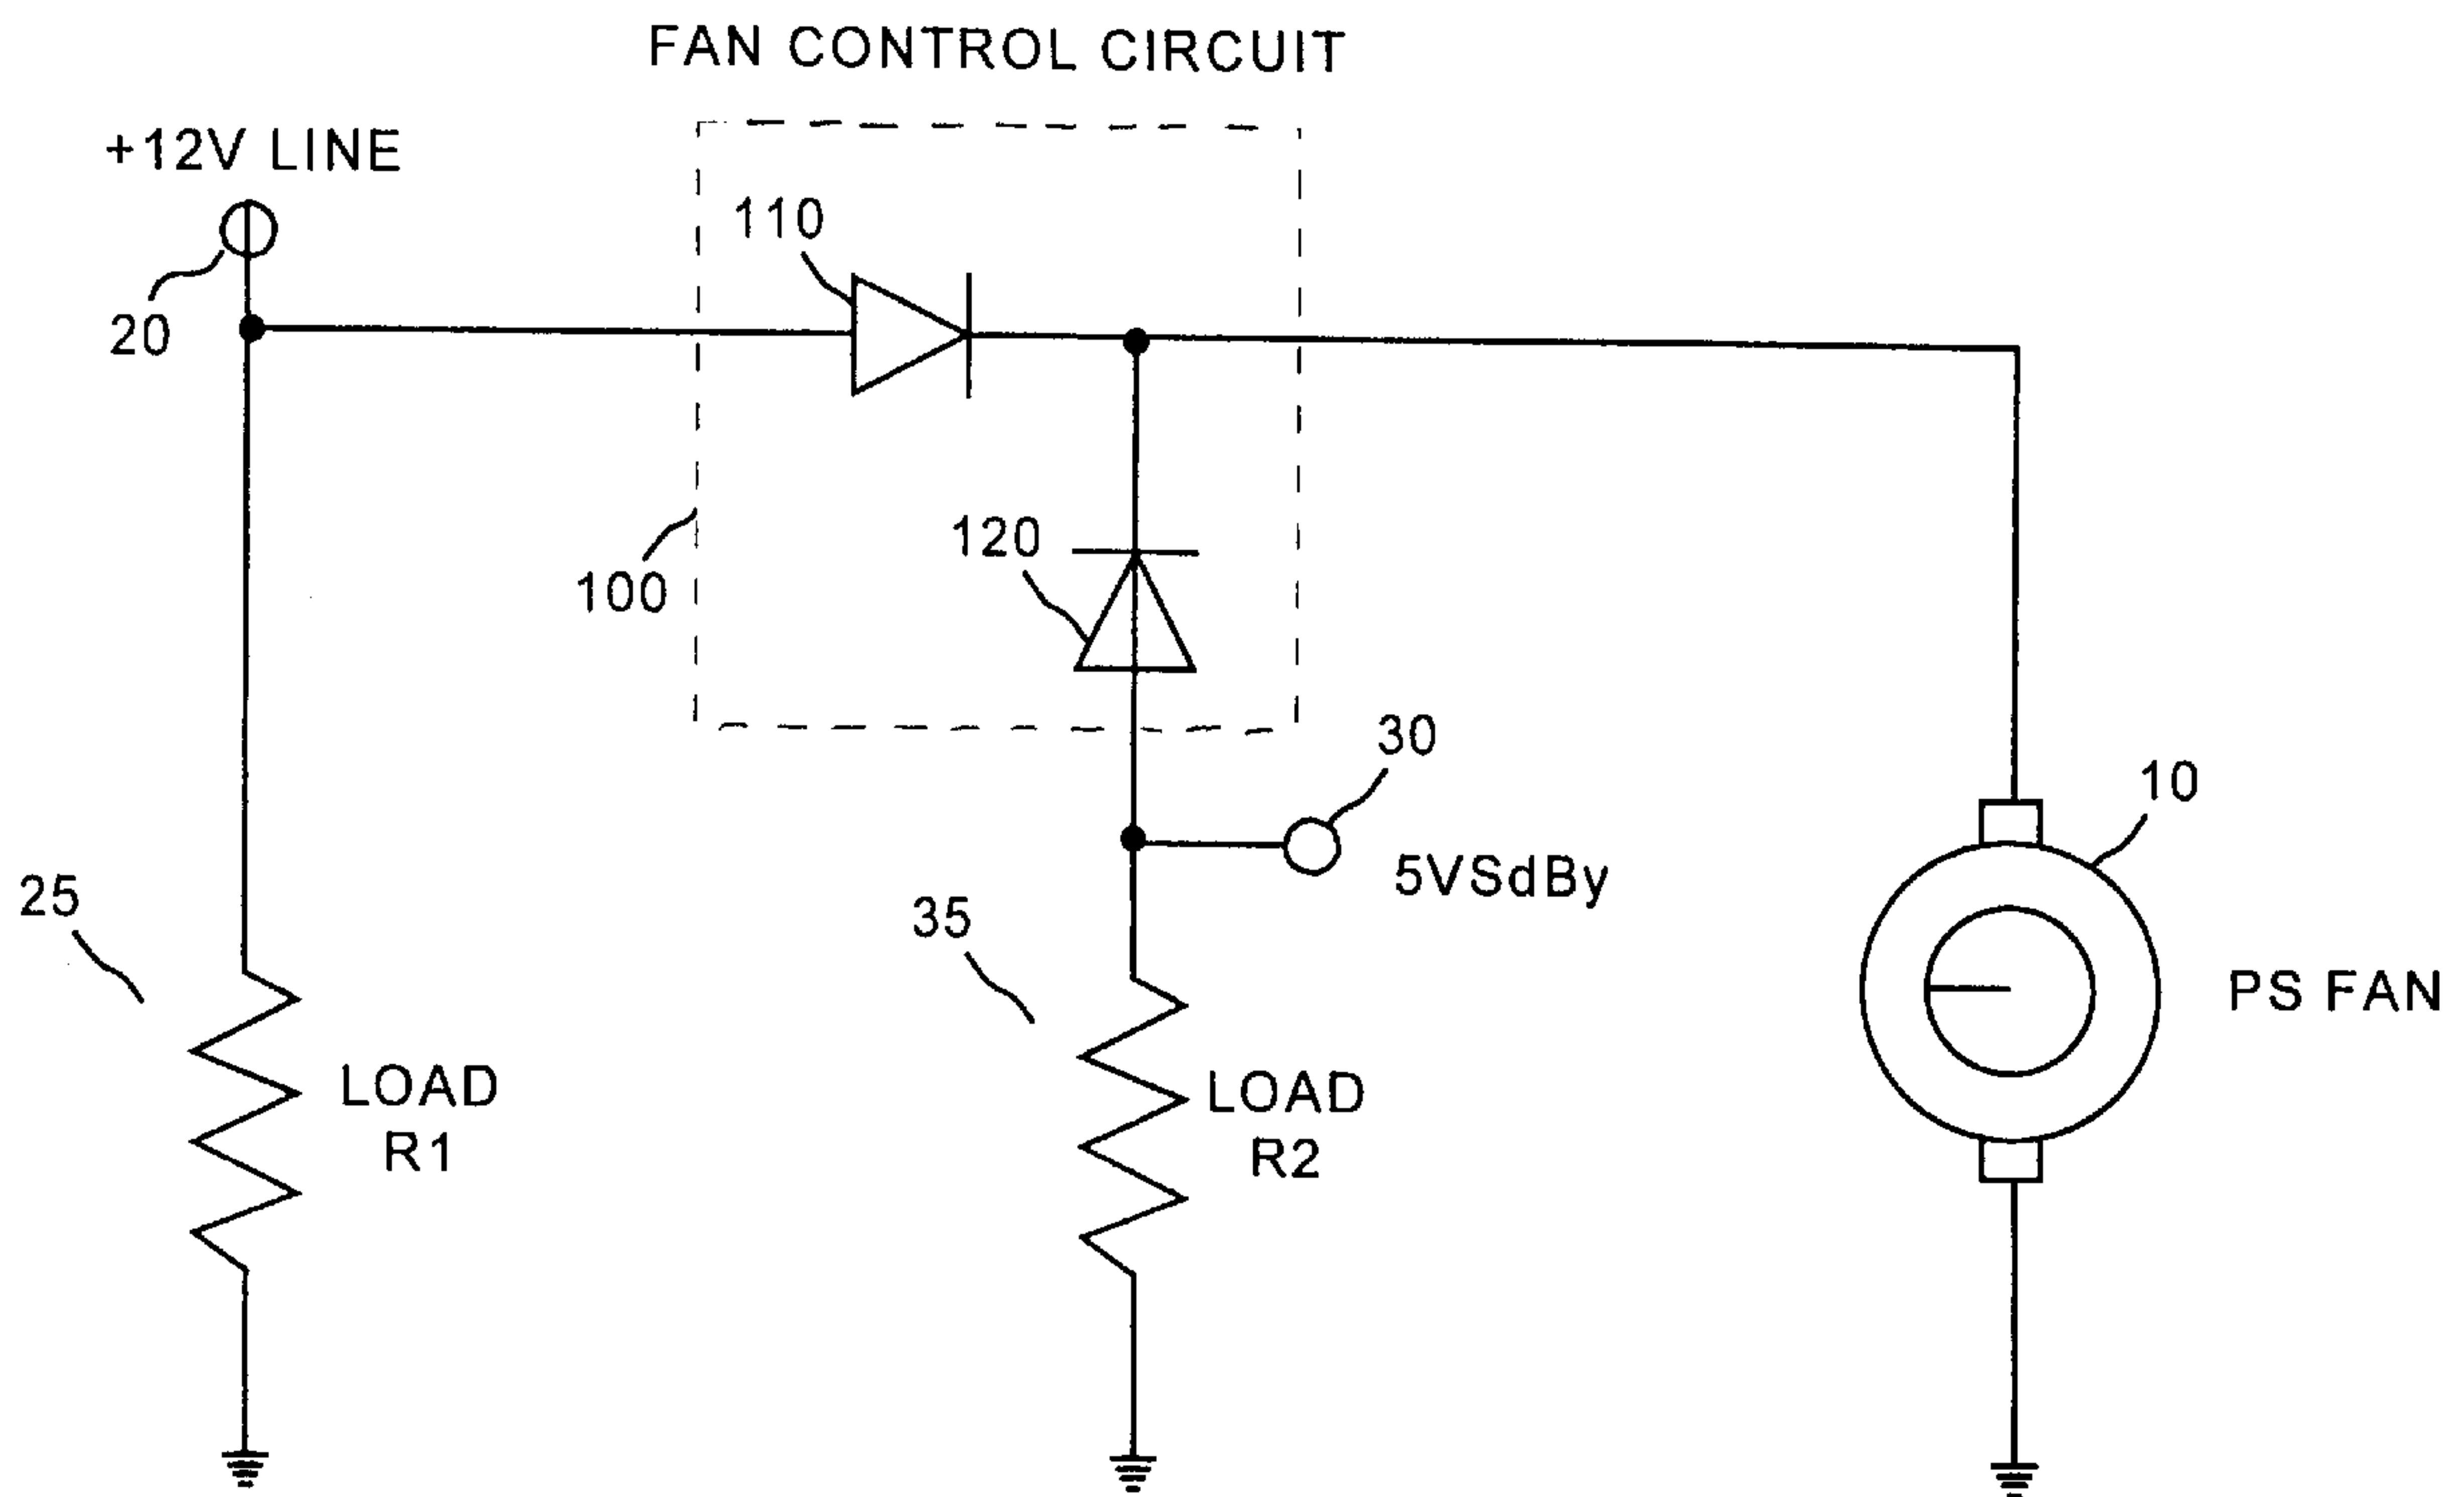 FAN CONTROL CIRCUIT
+12V LINE
110
20
120
100
30
10
5VSdBy
25
35
PS FAN
LOAD
R1
LOAD
R2